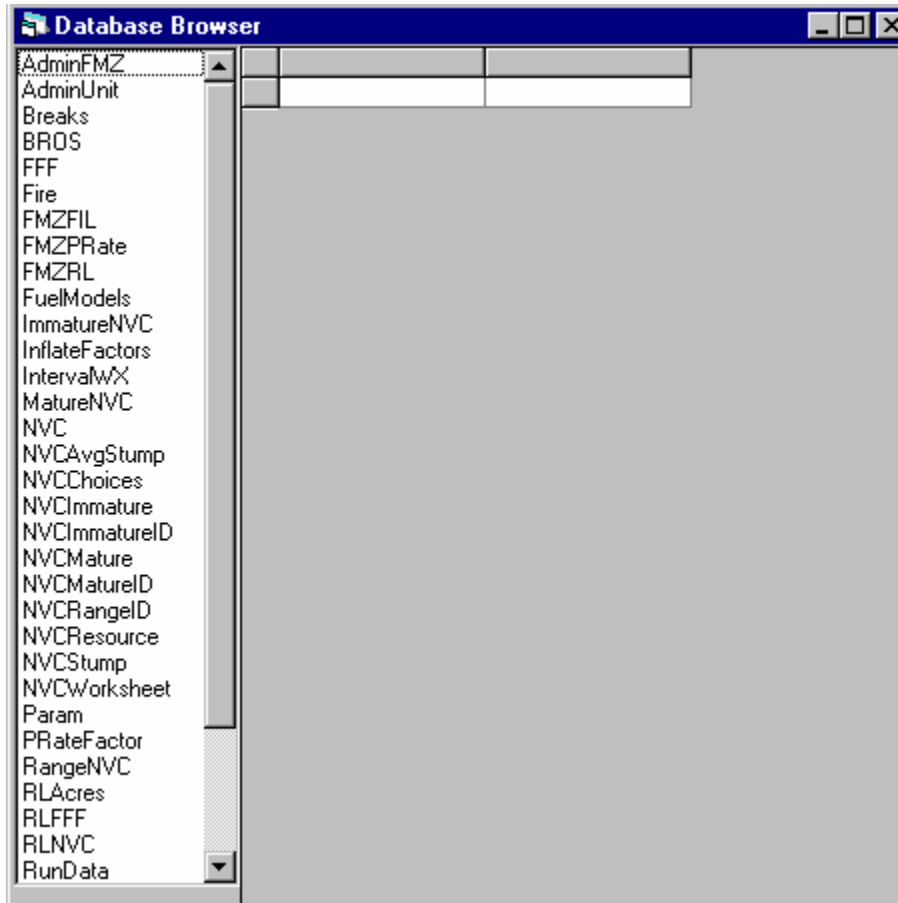 Database Browser
AdminFMZ
AdminUnit
Breaks
BROS
FFF
Fire
FMZFIL
FMZPRate
FMZRL
FuelModels
ImmatureNVC
InflateFactors
IntervalWX
MatureNVC
NVC
NVCAvgStump
NVCChoices
NVCImmature
NVCImmatureID
NVCMature
NVCMatureID
NVCRangeID
NVCResource
NVCStump
NVCWorksheet
Param
PRateFactor
RangeNVC
RLAcres
RLFFF
RLNVC
RunData